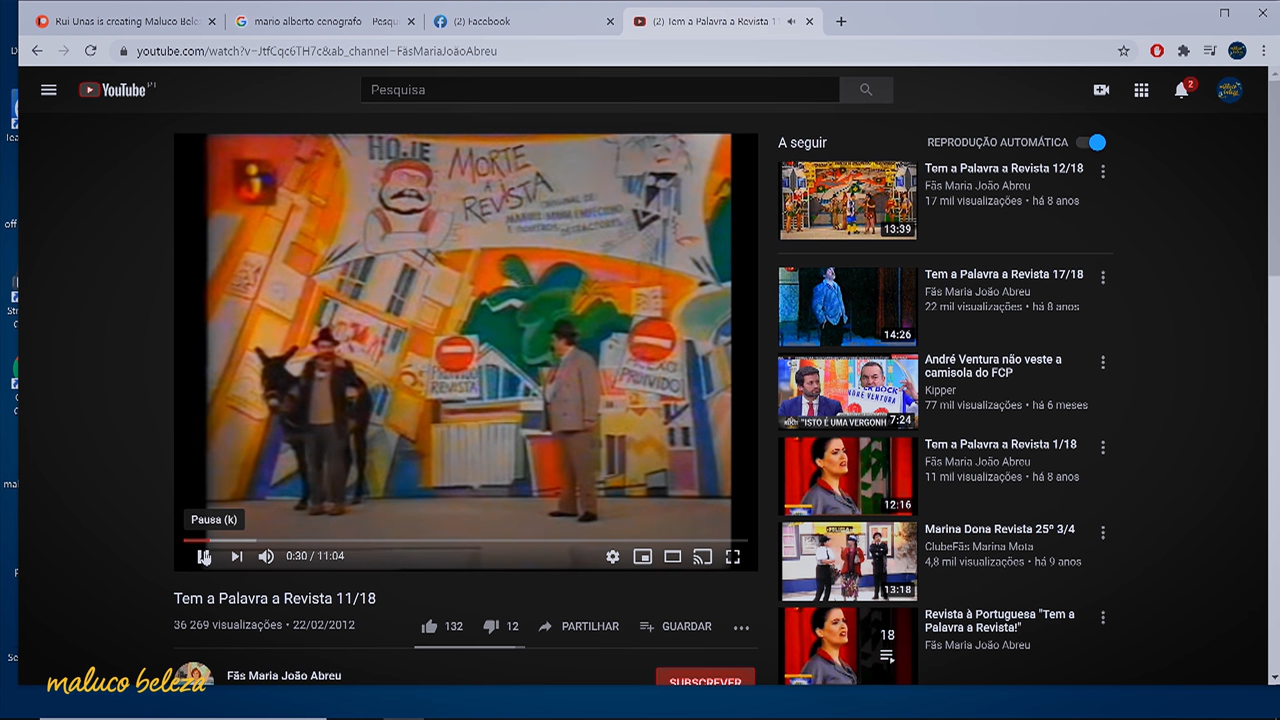 Rui Unas is creating Maluco Bele
mario alberto cenografo - Pesqu
(2) Facebook
(2) Tem a Palavra a Revista 11
youtube.com/watch?v=JtfCqc6TH7c&ab_channel=FãsMariaJoãoAbreu
YouTube PT
Pesquisa
2
HOJE
MORTE
À
REVISTA
PROIVIDO
Pausa (k)
0:30 / 11:04
Tem a Palavra a Revista 11/18
36 269 visualizações • 22/02/2012
132
12
PARTILHAR
GUARDAR
Fãs Maria João Abreu
SUBSCREVER
A seguir
REPRODUÇÃO AUTOMÁTICA
Tem a Palavra a Revista 12/18
Fãs Maria João Abreu
17 mil visualizações • há 8 anos
13:39
Tem a Palavra a Revista 17/18
Fãs Maria João Abreu
22 mil visualizações • há 8 anos
14:26
André Ventura não veste a
camisola do FCP
Kipper
77 mil visualizações • há 6 meses
"ISTO É UMA VERGONH
7:24
Tem a Palavra a Revista 1/18
Fãs Maria João Abreu
11 mil visualizações • há 8 anos
12:16
Marina Dona Revista 25º 3/4
ClubeFãs Marina Mota
4,8 mil visualizações • há 9 anos
13:18
Revista à Portuguesa "Tem a
Palavra a Revista!"
Fãs Maria João Abreu
18
maluco beleza